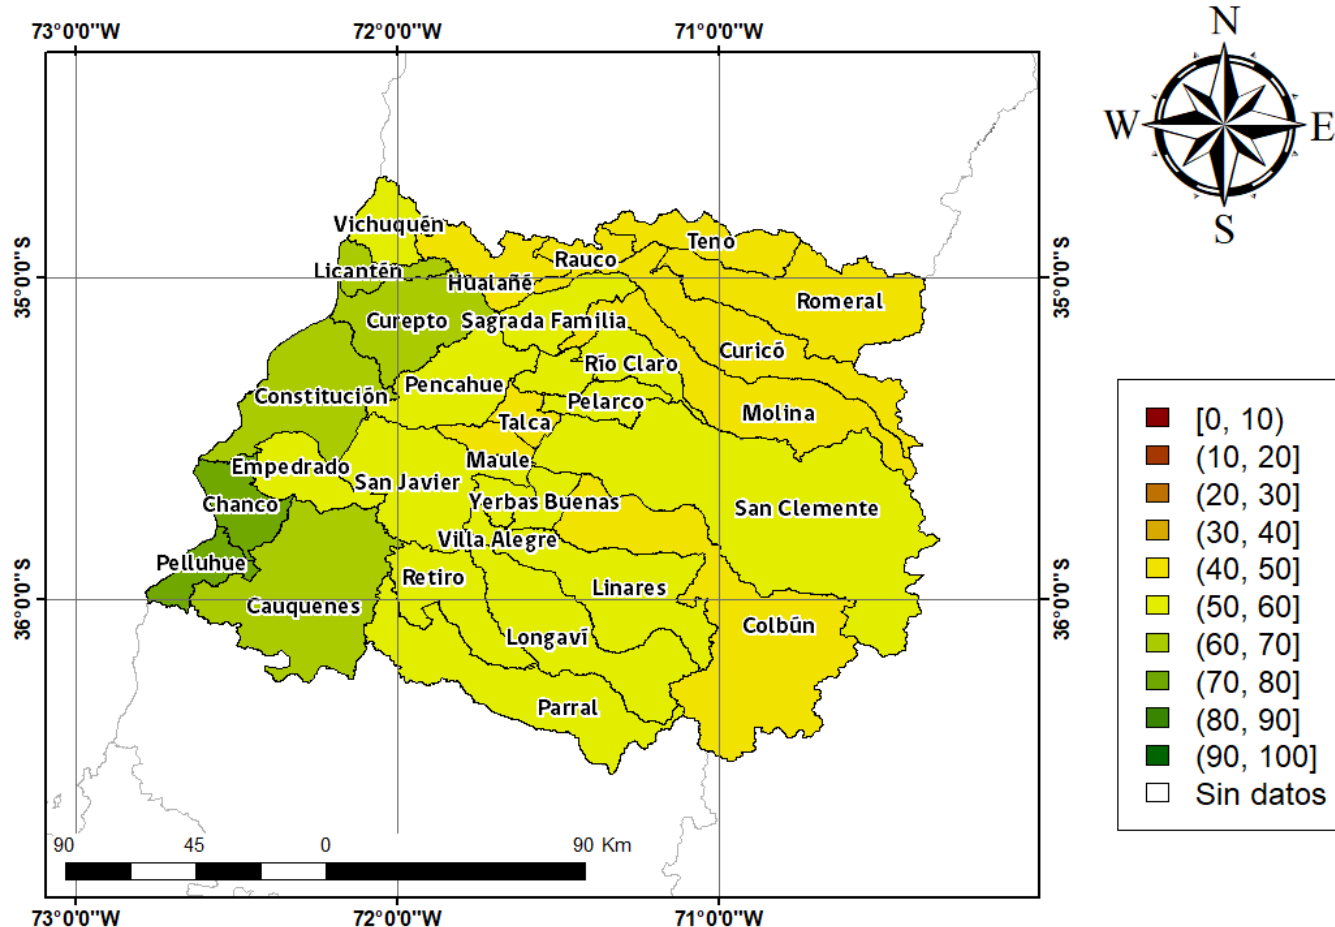 73°0'0"W 72°0'0"W 71°0'0"W
N
W E
S
Vichuquén
Teno
Rauco
Licantén
35°0'0"S
35°0'0"S
Hualañé
Romeral
Curepto
Sagrada Familia
Curicó
Río Claro
Pencahue
Constitución
Pelarco
Molina
Talca
Maule
Empedrado
San Javier
Yerbas Buenas
Chanco
San Clemente
Villa Alegre
Pelluhue
Retiro
Linares
36°0'0"S
36°0'0"S
Cauquenes
Colbún
Longaví
Parral
[0, 10)
(10, 20]
(20, 30]
(30, 40]
(40, 50]
(50, 60]
(60, 70]
(70, 80]
(80, 90]
(90, 100]
Sin datos
90 45 0 90 Km
73°0'0"W 72°0'0"W 71°0'0"W